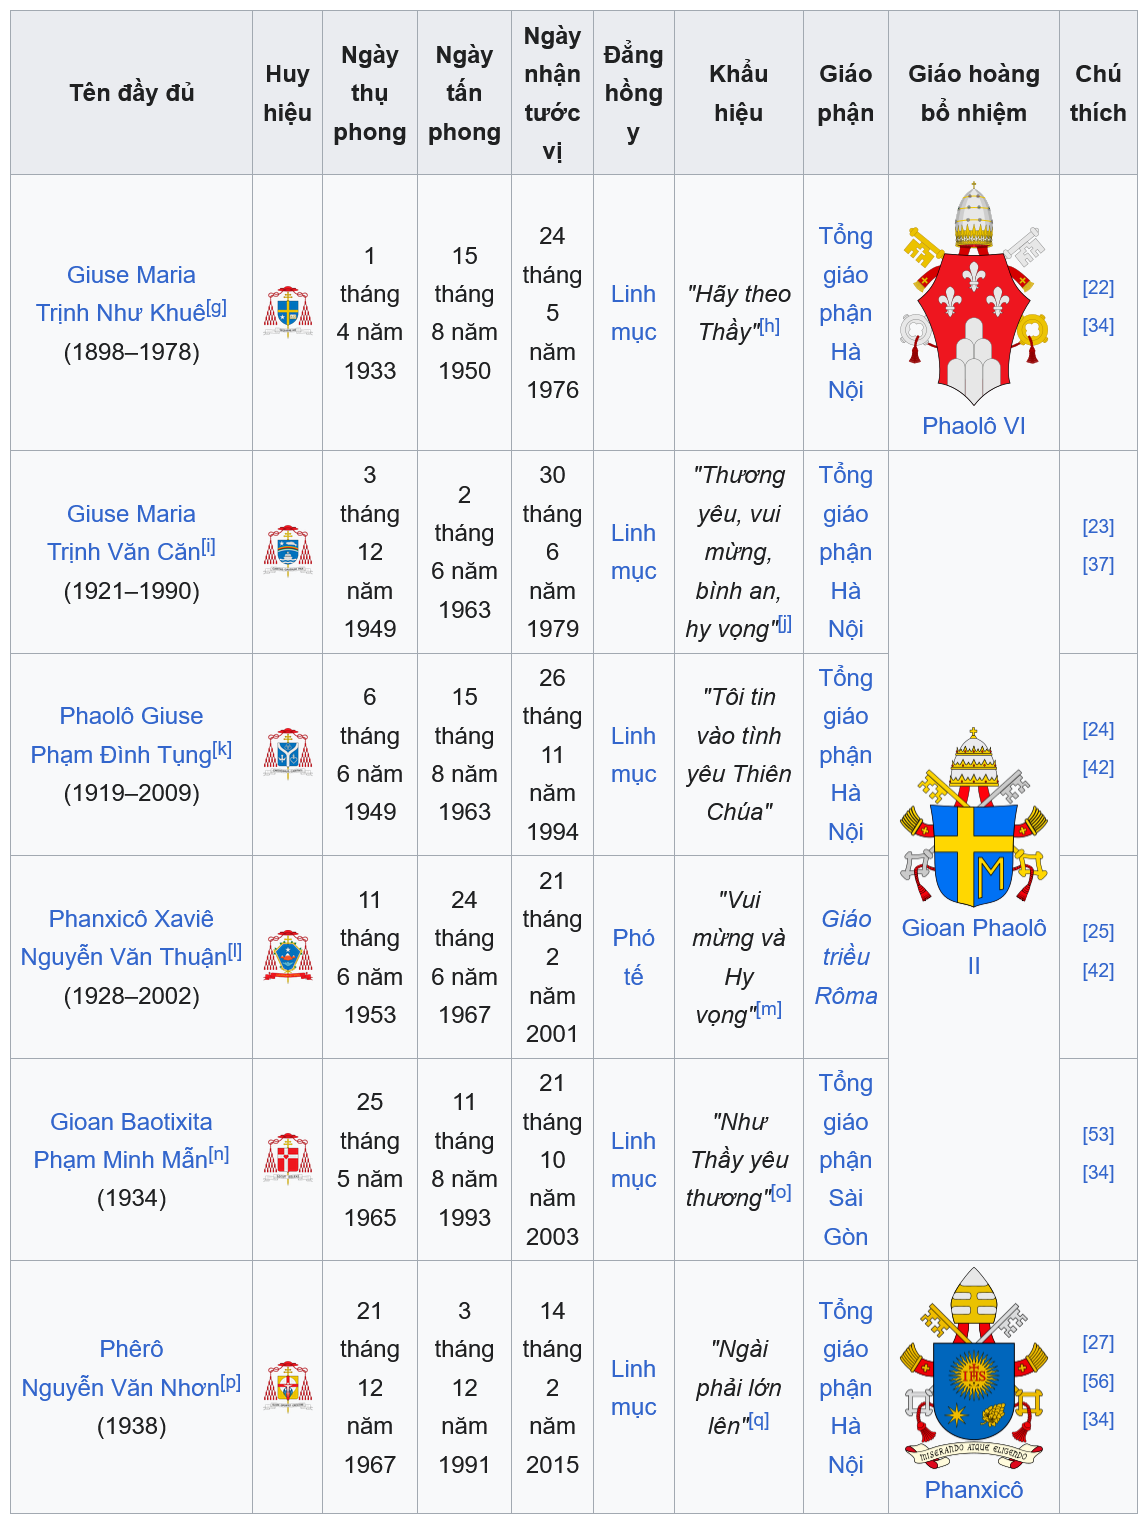 Tên đầy đủ
Huy
hiệu
Ngày
thụ
phong
Ngày
tấn
phong
Ngày
nhận
tước
vị
Đẳng
hồng
y
Khẩu
hiệu
Giáo
phận
Giáo hoàng
bổ nhiệm
Chú
thích
Giuse Maria
Trịnh Như Khuê[g]
(1898–1978)
1
tháng
4 năm
1933
15
tháng
8 năm
1950
24
tháng
5
năm
1976
Linh
mục
"Hãy theo
Thầy"[h]
Tổng
giáo
phận
Hà
Nội
Phaolô VI
[22]
[34]
Giuse Maria
Trịnh Văn Căn[i]
(1921–1990)
3
tháng
12
năm
1949
2
tháng
6 năm
1963
30
tháng
6
năm
1979
Linh
mục
"Thương
yêu, vui
mừng,
bình an,
hy vọng"[j]
Tổng
giáo
phận
Hà
Nội
Gioan Phaolô
II
[23]
[37]
Phaolô Giuse
Phạm Đình Tụng[k]
(1919–2009)
6
tháng
6 năm
1949
15
tháng
8 năm
1963
26
tháng
11
năm
1994
Linh
mục
"Tôi tin
vào tình
yêu Thiên
Chúa"
Tổng
giáo
phận
Hà
Nội
[24]
[42]
Phanxicô Xaviê
Nguyễn Văn Thuận[l]
(1928–2002)
11
tháng
6 năm
1953
24
tháng
6 năm
1967
21
tháng
2
năm
2001
Phó
tế
"Vui
mừng và
Hy
vọng"[m]
Giáo
triều
Rôma
[25]
[42]
Gioan Baotixita
Phạm Minh Mẫn[n]
(1934)
25
tháng
5 năm
1965
11
tháng
8 năm
1993
21
tháng
10
năm
2003
Linh
mục
"Như
Thầy yêu
thương"[o]
Tổng
giáo
phận
Sài
Gòn
[53]
[34]
Phêrô
Nguyễn Văn Nhơn[p]
(1938)
21
tháng
12
năm
1967
3
tháng
12
năm
1991
14
tháng
2
năm
2015
Linh
mục
"Ngài
phải lớn
lên"[q]
Tổng
giáo
phận
Hà
Nội
IHS
MISERANDO ATQUE ELIGENDO
Phanxicô
[27]
[56]
[34]